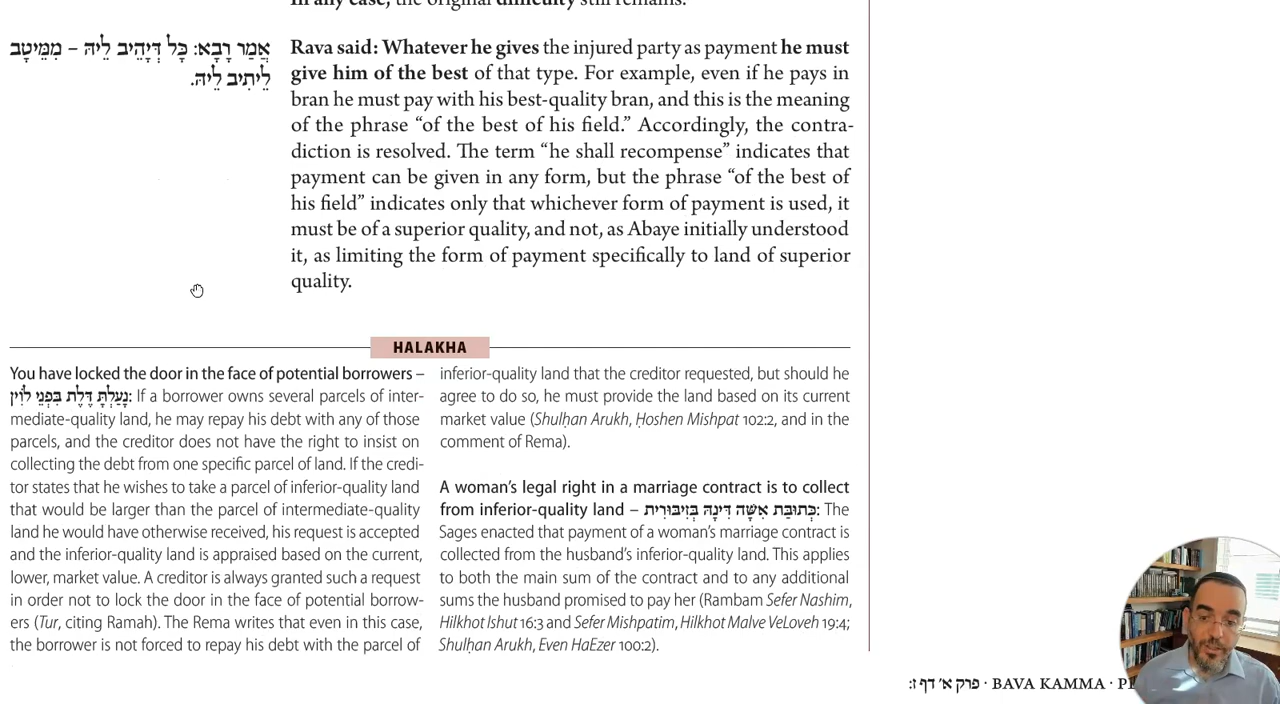 In any case, the original difficulty still remains.
אָמַר רָבָא: כׇּל דְּיָהֵיב לֵיהּ – מִמֵּיטָב
לֵיתִיב לֵיהּ.
Rava said: Whatever he gives the injured party as payment he must
give him of the best of that type. For example, even if he pays in
bran he must pay with his best-quality bran, and this is the meaning
of the phrase “of the best of his field.” Accordingly, the contra-
diction is resolved. The term “he shall recompense” indicates that
payment can be given in any form, but the phrase “of the best of
his field” indicates only that whichever form of payment is used, it
must be of a superior quality, and not, as Abaye initially understood
it, as limiting the form of payment specifically to land of superior
quality.
HALAKHA
You have locked the door in the face of potential borrowers –
נָעַלְתָּ דֶּלֶת בִּפְנֵי לֹוִין: If a borrower owns several parcels of inter-
mediate-quality land, he may repay his debt with any of those
parcels, and the creditor does not have the right to insist on
collecting the debt from one specific parcel of land. If the credi-
tor states that he wishes to take a parcel of inferior-quality land
that would be larger than the parcel of intermediate-quality
land he would have otherwise received, his request is accepted
and the inferior-quality land is appraised based on the current,
lower, market value. A creditor is always granted such a request
in order not to lock the door in the face of potential borrow-
ers (Tur, citing Ramah). The Rema writes that even in this case,
the borrower is not forced to repay his debt with the parcel of
inferior-quality land that the creditor requested, but should he
agree to do so, he must provide the land based on its current
market value (Shulḥan Arukh, Ḥoshen Mishpat 102:2, and in the
comment of Rema).
A woman’s legal right in a marriage contract is to collect
from inferior-quality land – כְּתוּבַּת אִשָּׁה דִּינָהּ בְּזִיבּוּרִית: The
Sages enacted that payment of a woman’s marriage contract is
collected from the husband’s inferior-quality land. This applies
to both the main sum of the contract and to any additional
sums the husband promised to pay her (Rambam Sefer Nashim,
Hilkhot Ishut 16:3 and Sefer Mishpatim, Hilkhot Malve VeLoveh 19:4;
Shulḥan Arukh, Even HaEzer 100:2).
פרק א׳ דף ז: · BAVA KAMMA ·